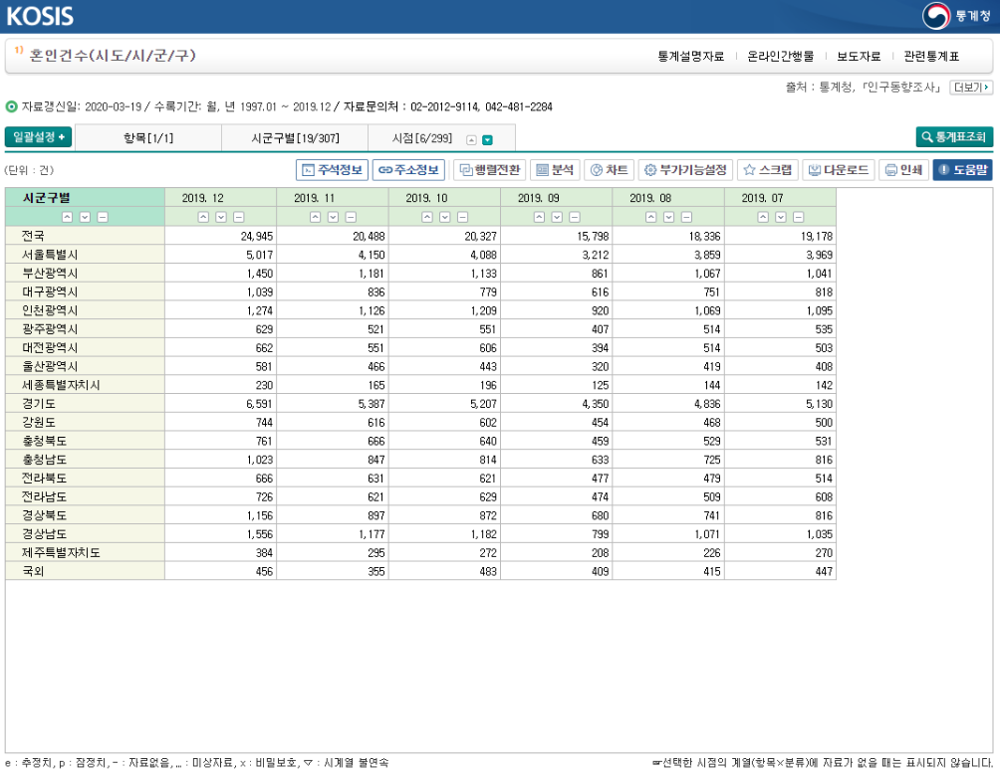 KOSIS
통계청
1) 혼인건수(시도/시/군/구)
통계설명자료 온라인간행물 보도자료 관련통계표
출처 : 통계청, 「인구동향조사」 더보기
자료갱신일: 2020-03-19 / 수록기간: 월, 년 1997.01 ~ 2019.12 / 자료문의처 : 02-2012-9114, 042-481-2284
일괄설정 + 항목[1/1] 시군구별[19/307] 시점[6/299] 통계표조회
(단위 : 건) 주석정보 주소정보 행렬전환 분석 차트 부가기능설정 스크랩 다운로드 인쇄 도움말
시군구별 2019. 12 2019. 11 2019. 10 2019. 09 2019. 08 2019. 07
전국 24,945 20,488 20,327 15,798 18,336 19,178
서울특별시 5,017 4,150 4,088 3,212 3,859 3,969
부산광역시 1,450 1,181 1,133 861 1,067 1,041
대구광역시 1,039 836 779 616 751 818
인천광역시 1,274 1,126 1,209 920 1,069 1,095
광주광역시 629 521 551 407 514 535
대전광역시 662 551 606 394 514 503
울산광역시 581 466 443 320 419 408
세종특별자치시 230 165 196 125 144 142
경기도 6,591 5,387 5,207 4,350 4,836 5,130
강원도 744 616 602 454 468 500
충청북도 761 666 640 459 529 531
충청남도 1,023 847 814 633 725 816
전라북도 666 631 621 477 479 514
전라남도 726 621 629 474 509 608
경상북도 1,156 897 872 680 741 816
경상남도 1,556 1,177 1,182 799 1,071 1,035
제주특별자치도 384 295 272 208 226 270
국외 456 355 483 409 415 447
e : 추정치, p : 잠정치, - : 자료없음, ... : 미상자료, x : 비밀보호, ▽ : 시계열 불연속
☞선택한 시점의 계열(항목×분류)에 자료가 없을 때는 표시되지 않습니다.